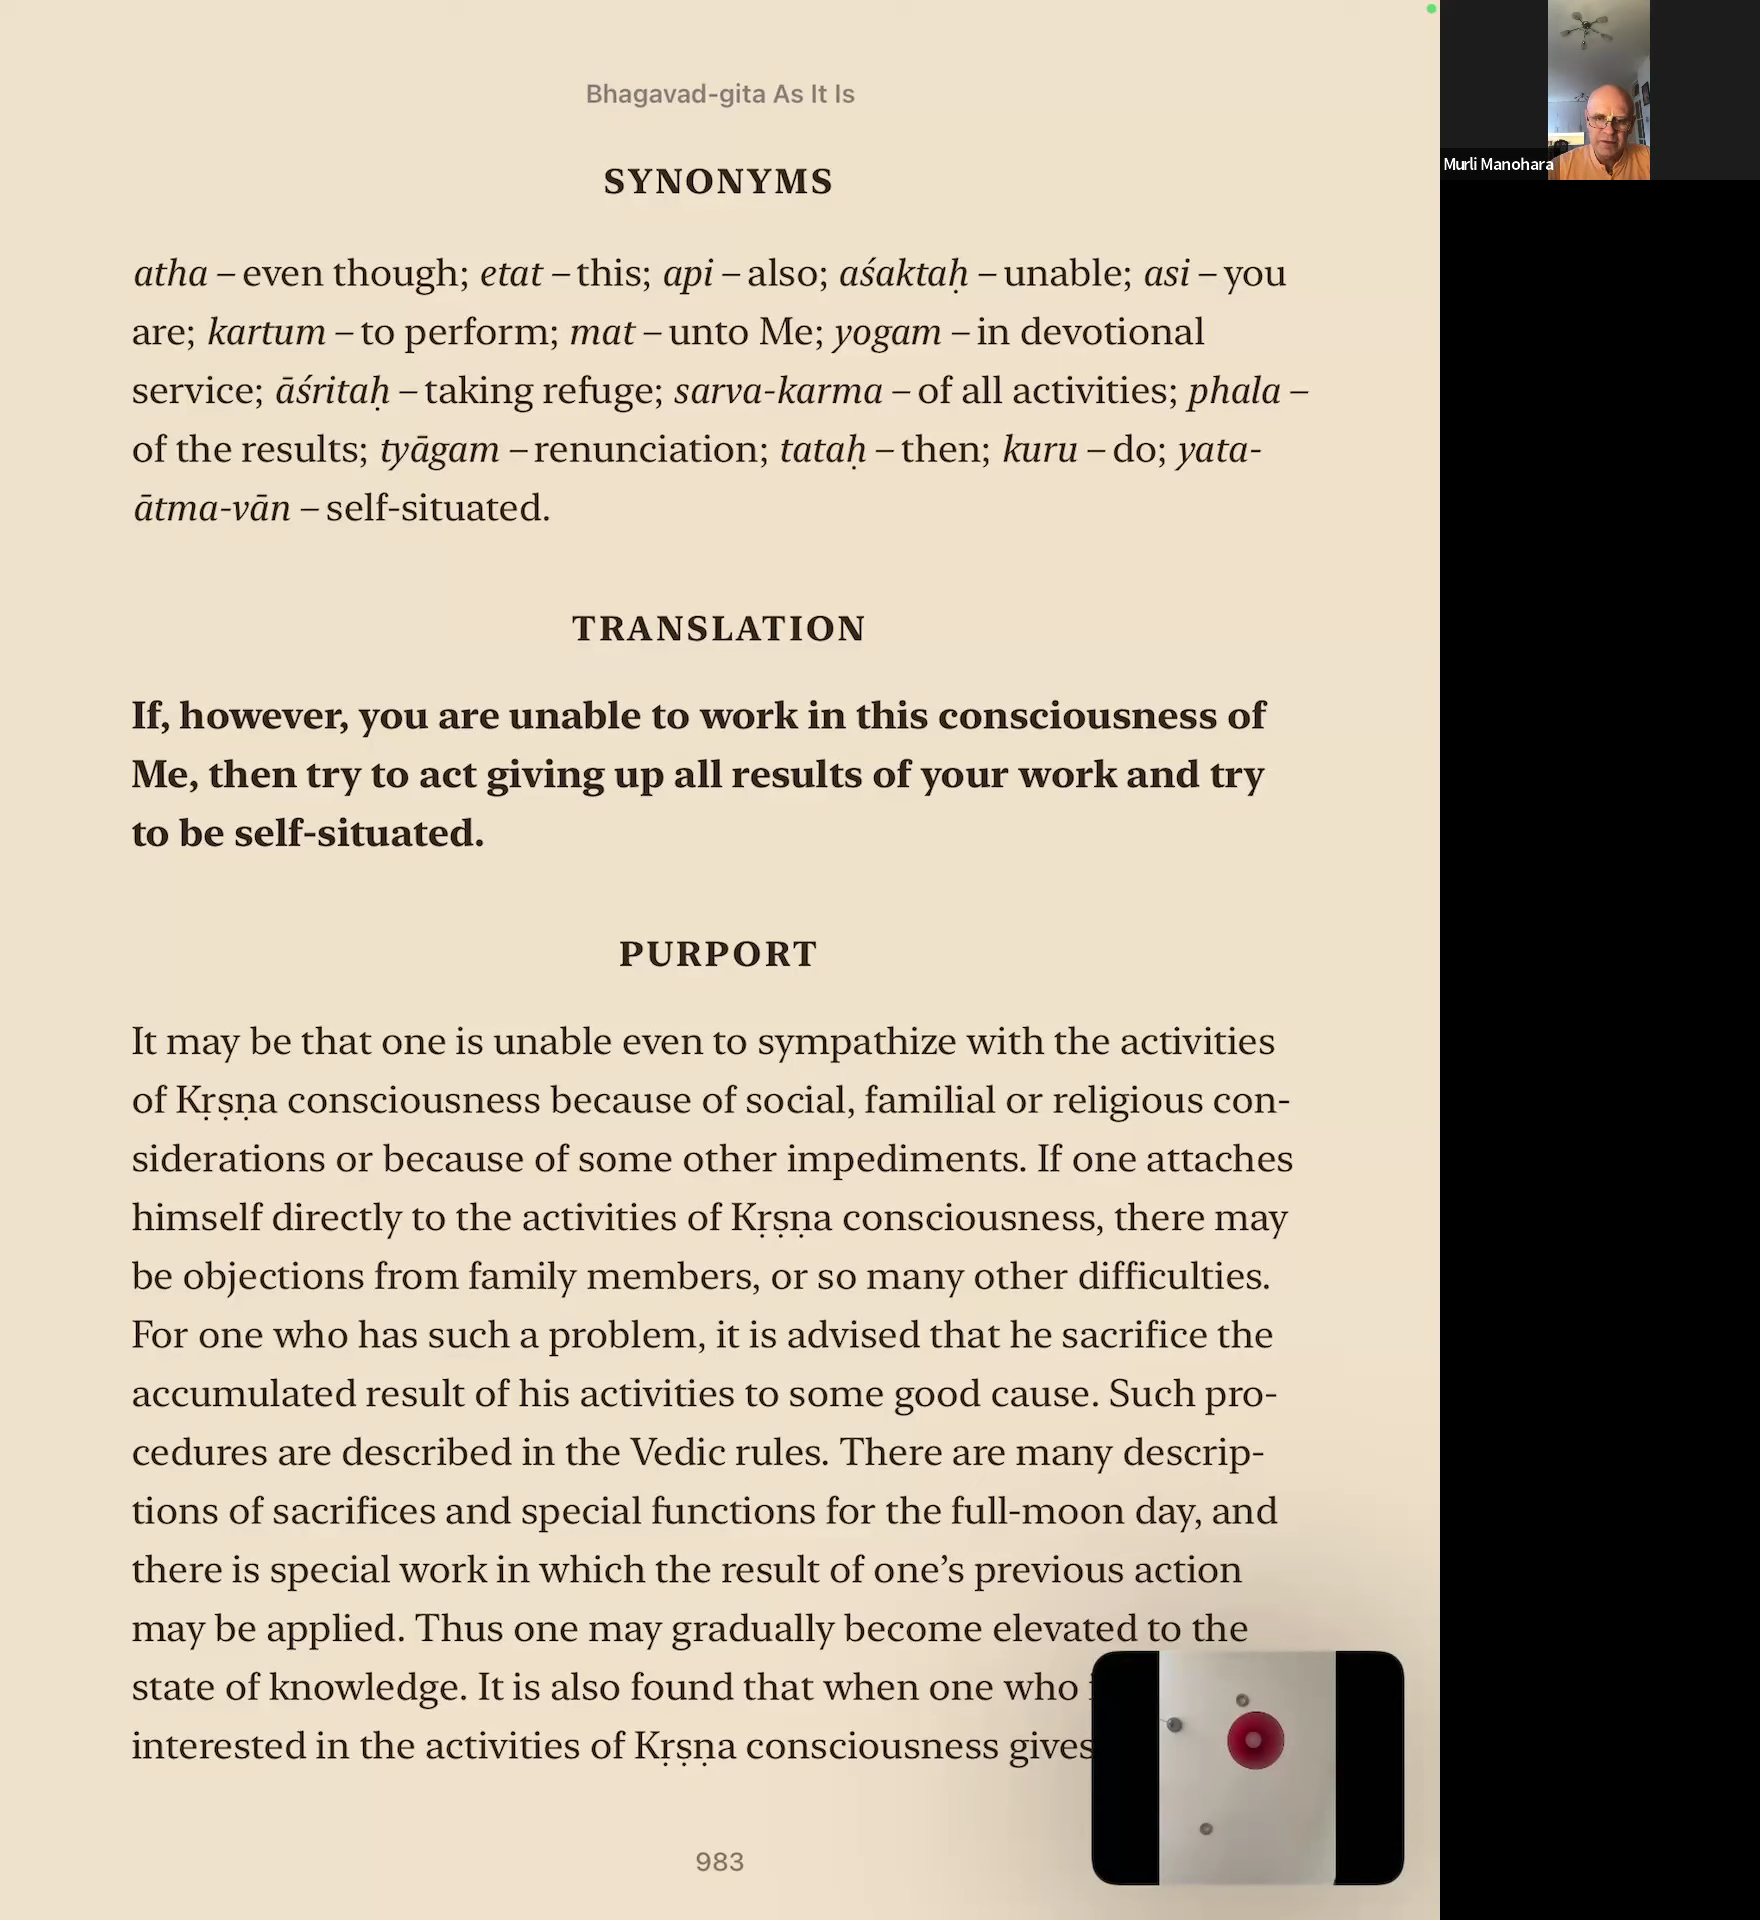 Bhagavad-gita As It Is
SYNONYMS
atha – even though; etat – this; api – also; aśaktaḥ – unable; asi – you
are; kartum – to perform; mat – unto Me; yogam – in devotional
service; āśritaḥ – taking refuge; sarva-karma – of all activities; phala –
of the results; tyāgam – renunciation; tataḥ – then; kuru – do; yata-
ātma-vān – self-situated.
TRANSLATION
If, however, you are unable to work in this consciousness of
Me, then try to act giving up all results of your work and try
to be self-situated.
PURPORT
It may be that one is unable even to sympathize with the activities
of Kṛṣṇa consciousness because of social, familial or religious con-
siderations or because of some other impediments. If one attaches
himself directly to the activities of Kṛṣṇa consciousness, there may
be objections from family members, or so many other difficulties.
For one who has such a problem, it is advised that he sacrifice the
accumulated result of his activities to some good cause. Such pro-
cedures are described in the Vedic rules. There are many descrip-
tions of sacrifices and special functions for the full-moon day, and
there is special work in which the result of one’s previous action
may be applied. Thus one may gradually become elevated to the
state of knowledge. It is also found that when one who
interested in the activities of Kṛṣṇa consciousness gives
983
Murli Manohara